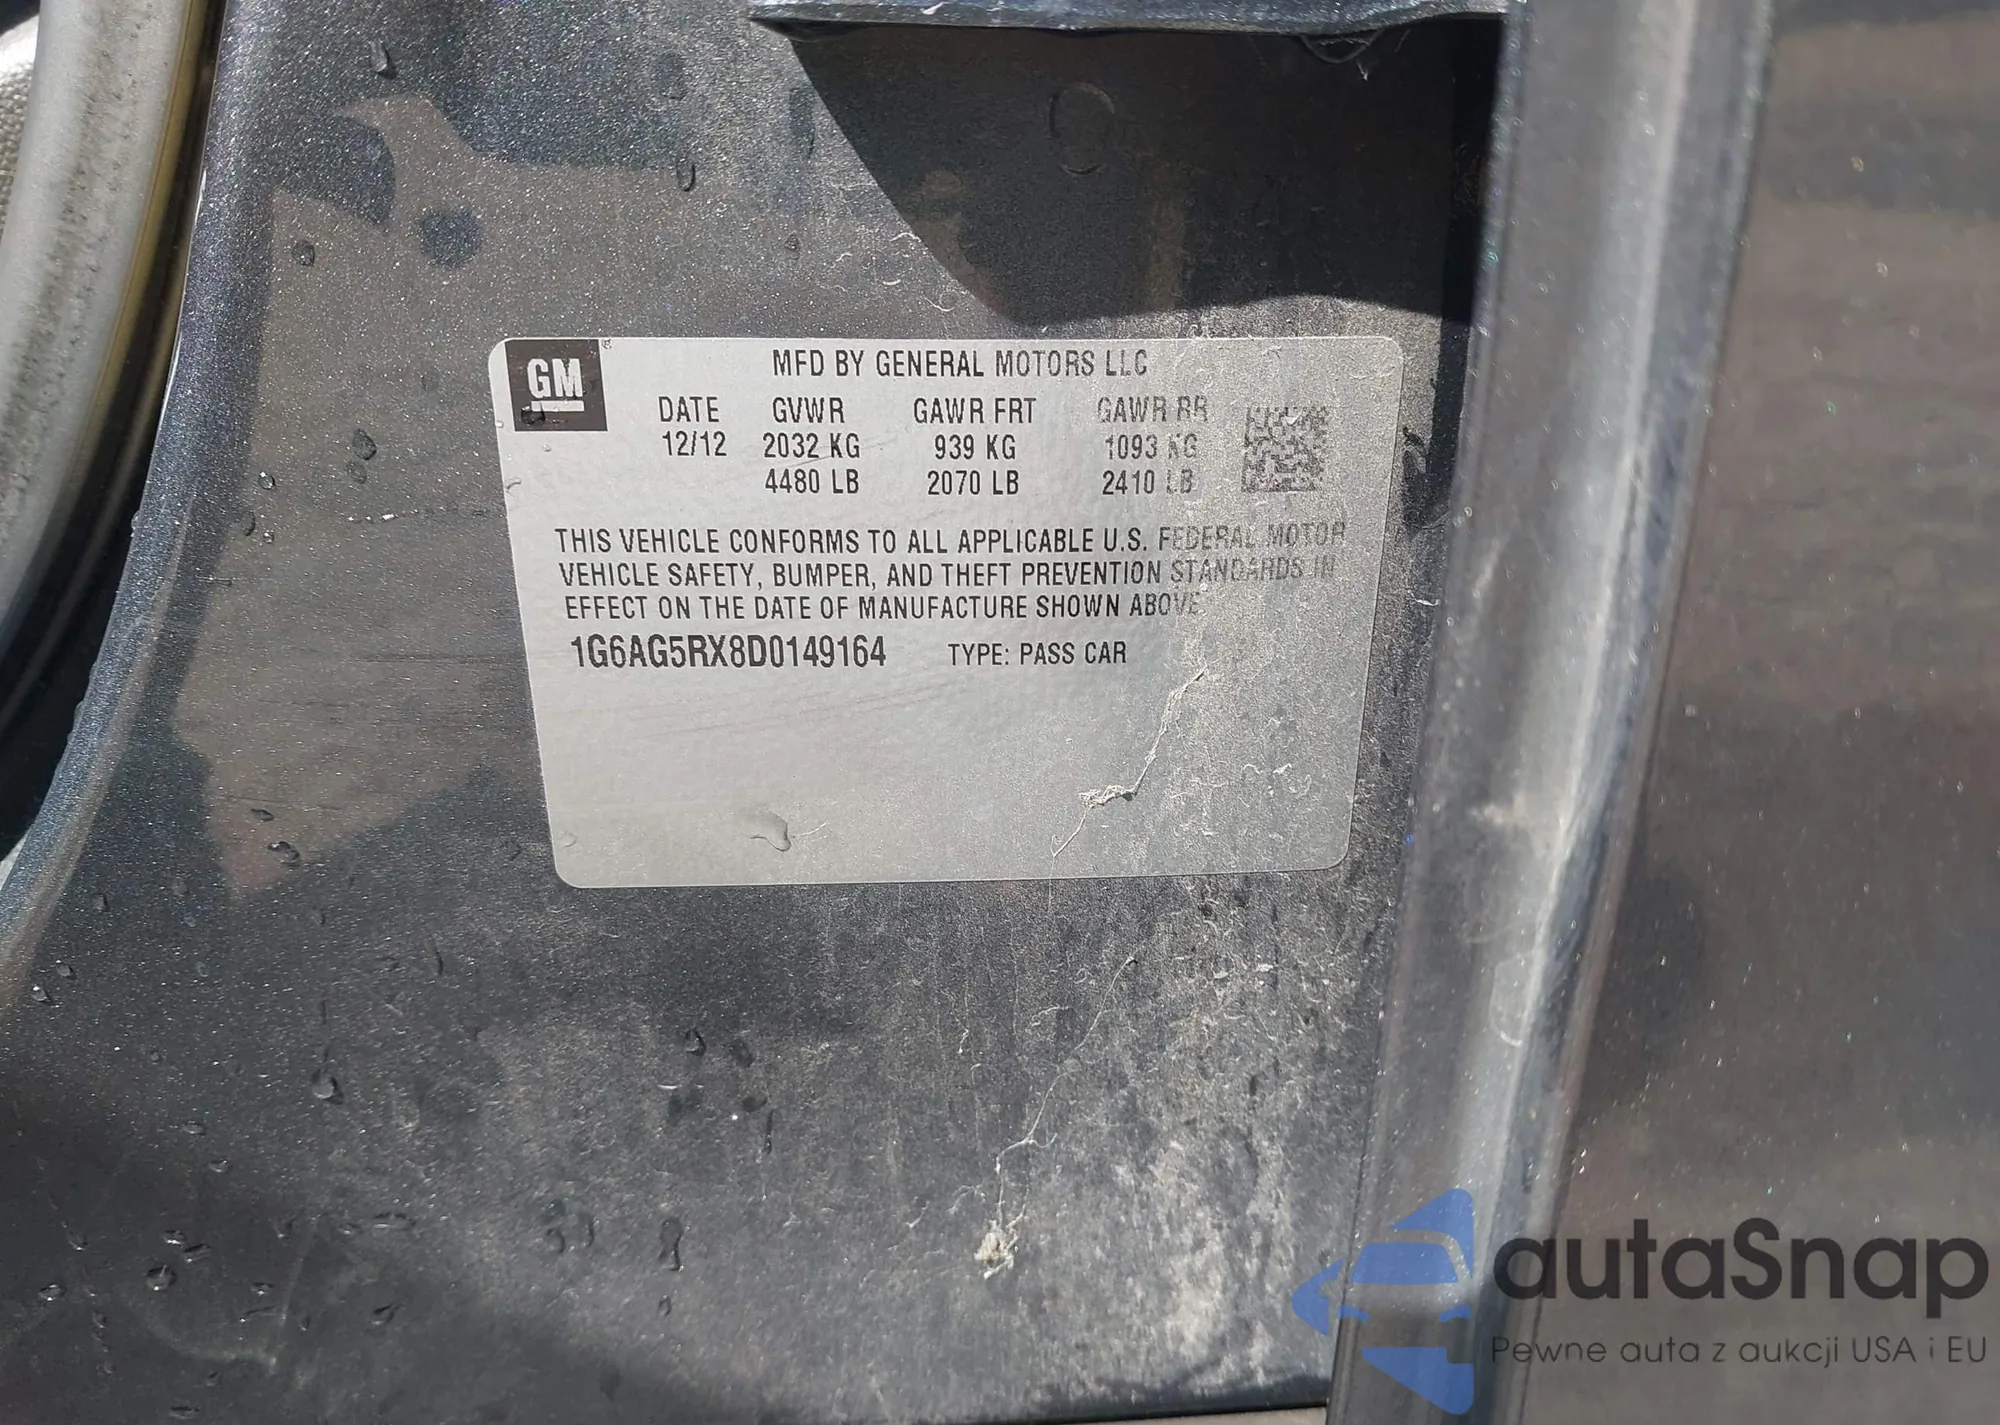 GM ®
MFD BY GENERAL MOTORS LLC
DATE GVWR GAWR FRT GAWR RR
12/12 2032 KG 939 KG 1093 KG
4480 LB 2070 LB 2410 LB
THIS VEHICLE CONFORMS TO ALL APPLICABLE U.S. FEDERAL MOTOR
VEHICLE SAFETY, BUMPER, AND THEFT PREVENTION STANDARDS IN
EFFECT ON THE DATE OF MANUFACTURE SHOWN ABOVE.
1G6AG5RX8D0149164 TYPE: PASS CAR
autaSnap
Pewne auta z aukcji USA i EU